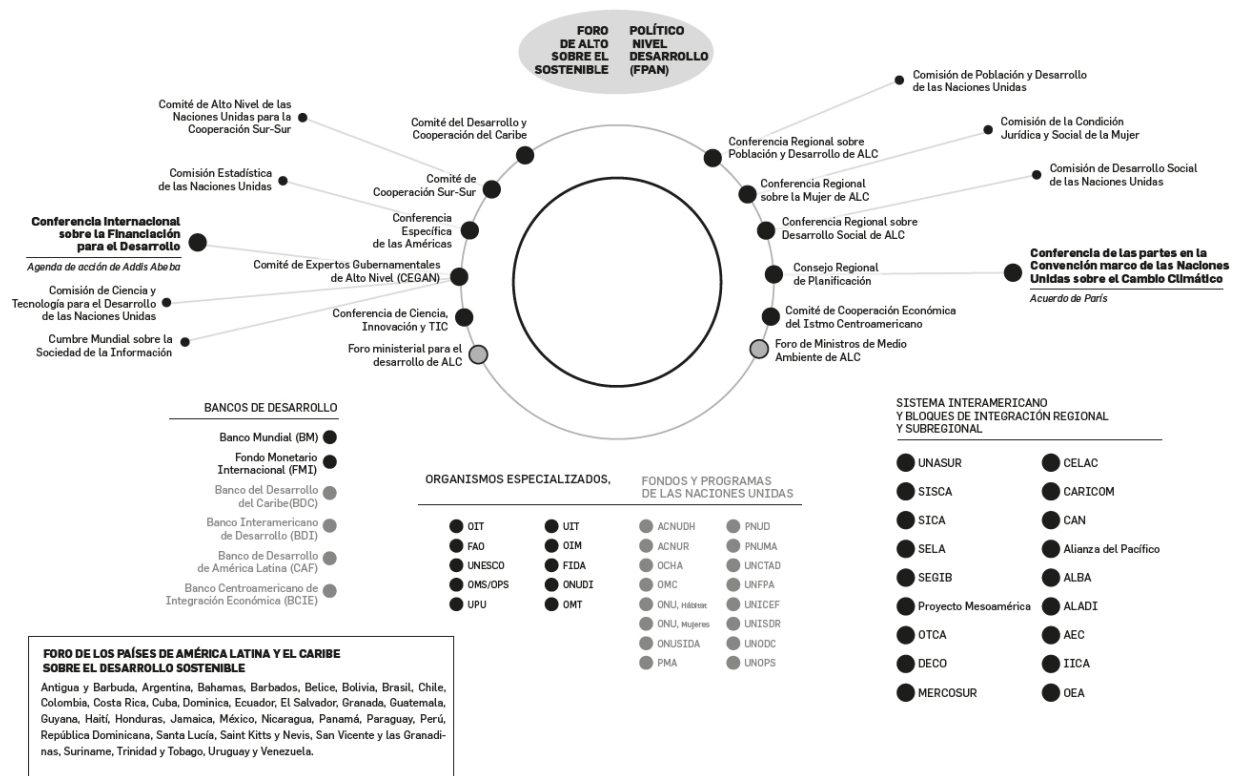 FORO POLÍTICO
DE ALTO NIVEL
SOBRE EL DESARROLLO
SOSTENIBLE (FPAN)
Comité de Alto Nivel de las
Naciones Unidas para la
Cooperación Sur-Sur
Comisión Estadística
de las Naciones Unidas
Conferencia Internacional
sobre la Financiación
para el Desarrollo
Agenda de acción de Addis Abeba
Comisión de Ciencia y
Tecnología para el Desarrollo
de las Naciones Unidas
Cumbre Mundial sobre la
Sociedad de la Información
Comité del Desarrollo y
Cooperación del Caribe
Comité de
Cooperación Sur-Sur
Conferencia
Específica
de las Américas
Comité de Expertos Gubernamentales
de Alto Nivel (CEGAN)
Conferencia de Ciencia,
Innovación y TIC
Foro ministerial para el
desarrollo de ALC
Conferencia Regional sobre
Población y Desarrollo de ALC
Conferencia Regional
sobre la Mujer de ALC
Conferencia Regional sobre
Desarrollo Social de ALC
Consejo Regional
de Planificación
Comité de Cooperación Económica
del Istmo Centroamericano
Foro de Ministros de Medio
Ambiente de ALC
Comisión de Población y Desarrollo
de las Naciones Unidas
Comisión de la Condición
Jurídica y Social de la Mujer
Comisión de Desarrollo Social
de las Naciones Unidas
Conferencia de las partes en la
Convención marco de las Naciones
Unidas sobre el Cambio Climático
Acuerdo de París
BANCOS DE DESARROLLO
Banco Mundial (BM)
Fondo Monetario
Internacional (FMI)
Banco del Desarrollo
del Caribe(BDC)
Banco Interamericano
de Desarrollo (BDI)
Banco de Desarrollo
de América Latina (CAF)
Banco Centroamericano de
Integración Económica (BCIE)
ORGANISMOS ESPECIALIZADOS,
OIT
FAO
UNESCO
OMS/OPS
UPU
UIT
OIM
FIDA
ONUDI
OMT
FONDOS Y PROGRAMAS
DE LAS NACIONES UNIDAS
ACNUDH
ACNUR
OCHA
OMC
ONU, Hábitat
ONU, Mujeres
ONUSIDA
PMA
PNUD
PNUMA
UNCTAD
UNFPA
UNICEF
UNISDR
UNODC
UNOPS
SISTEMA INTERAMERICANO
Y BLOQUES DE INTEGRACIÓN REGIONAL
Y SUBREGIONAL
UNASUR
SISCA
SICA
SELA
SEGIB
Proyecto Mesoamérica
OTCA
DECO
MERCOSUR
CELAC
CARICOM
CAN
Alianza del Pacífico
ALBA
ALADI
AEC
IICA
OEA
FORO DE LOS PAÍSES DE AMÉRICA LATINA Y EL CARIBE
SOBRE EL DESARROLLO SOSTENIBLE
Antigua y Barbuda, Argentina, Bahamas, Barbados, Belice, Bolivia, Brasil, Chile,
Colombia, Costa Rica, Cuba, Dominica, Ecuador, El Salvador, Granada, Guatemala,
Guyana, Haití, Honduras, Jamaica, México, Nicaragua, Panamá, Paraguay, Perú,
República Dominicana, Santa Lucía, Saint Kitts y Nevis, San Vicente y las Granadi-
nas, Suriname, Trinidad y Tobago, Uruguay y Venezuela.